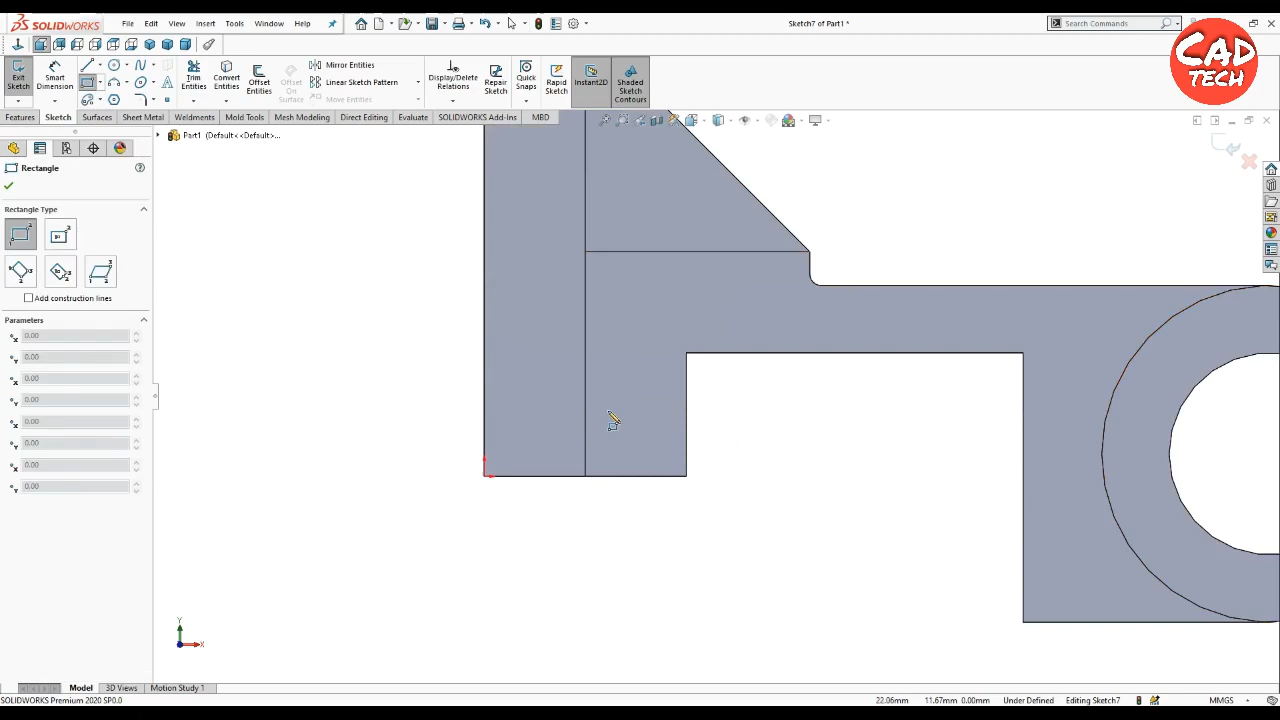 SOLIDWORKS
File Edit View Insert Tools Window Help
Sketch7 of Part1 *
Search Commands
CAD
TECH
Exit Sketch
Smart Dimension
Trim Entities
Convert Entities
Offset Entities
Offset On Surface
Mirror Entities
Linear Sketch Pattern
Move Entities
Display/Delete Relations
Repair Sketch
Quick Snaps
Rapid Sketch
Instant2D
Shaded Sketch Contours
Features Sketch Surfaces Sheet Metal Weldments Mold Tools Mesh Modeling Direct Editing Evaluate SOLIDWORKS Add-Ins MBD
Part1 (Default<<Default>...
Rectangle
Rectangle Type
Add construction lines
Parameters
0.00
0.00
0.00
0.00
0.00
0.00
0.00
0.00
Y
X
Model 3D Views Motion Study 1
SOLIDWORKS Premium 2020 SP0.0
22.06mm 11.67mm 0.00mm Under Defined Editing Sketch7 MMGS